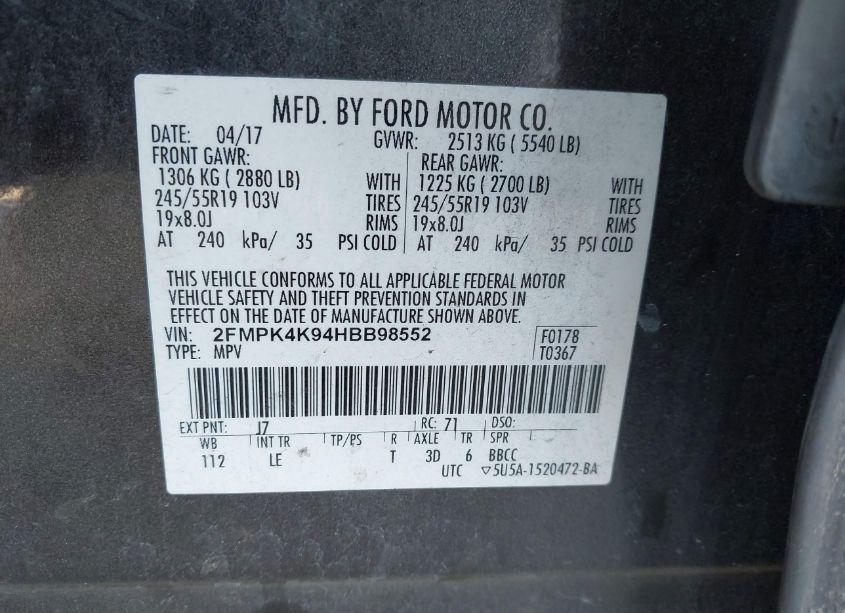 MFD. BY FORD MOTOR CO.
DATE: 04/17 GVWR: 2513 KG ( 5540 LB)
FRONT GAWR: REAR GAWR:
1306 KG ( 2880 LB) WITH 1225 KG ( 2700 LB) WITH
245/55R19 103V TIRES 245/55R19 103V TIRES
19x8.0J RIMS 19x8.0J RIMS
AT 240 kPa/ 35 PSI COLD AT 240 kPa/ 35 PSI COLD
THIS VEHICLE CONFORMS TO ALL APPLICABLE FEDERAL MOTOR
VEHICLE SAFETY AND THEFT PREVENTION STANDARDS IN
EFFECT ON THE DATE OF MANUFACTURE SHOWN ABOVE.
VIN: 2FMPK4K94HBB98552 F0178
TYPE: MPV T0367
EXT PNT: J7 RC: 71 DSO:
WB INT TR TP/PS R AXLE TR SPR
112 LE T 3D 6 BBCC
UTC ▽5U5A-1520472-BA